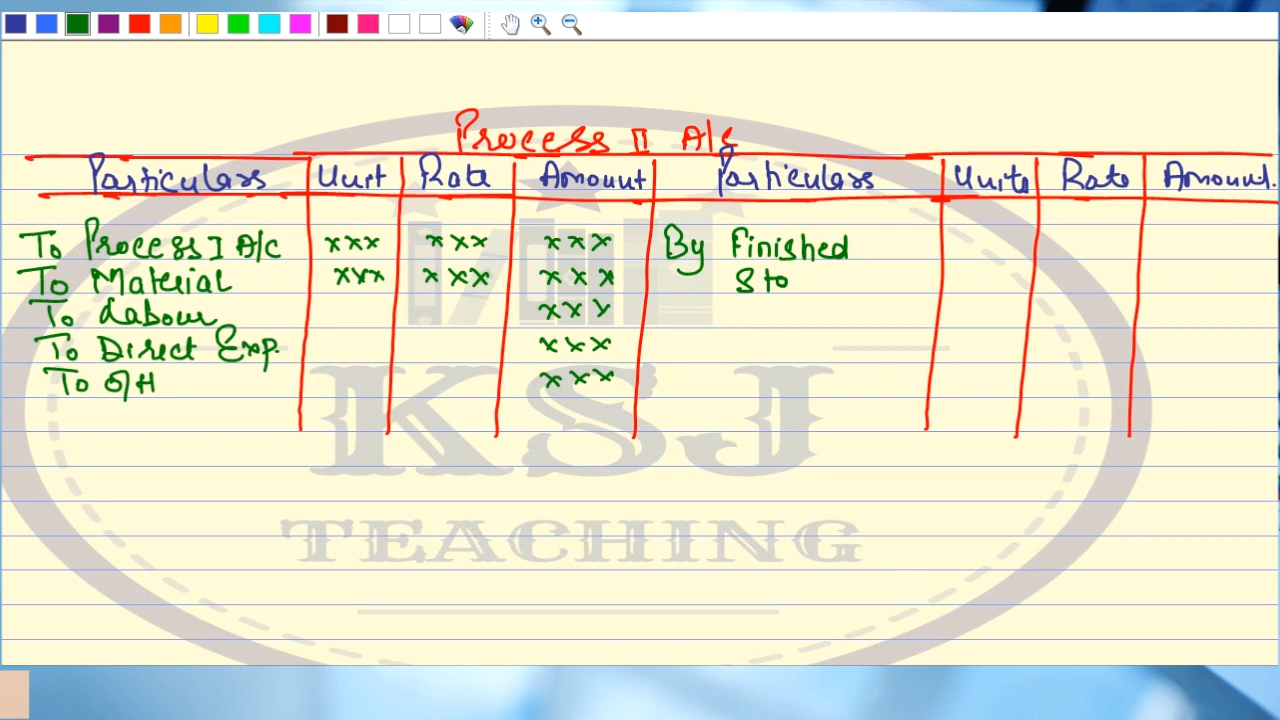 Process II A/c
Particulars Unit Rate Amount Particulars Units Rate Amount.
To Process I A/c xxx xxx xxx By Finished
To Material xxx xxx xxx Sto
To Labour xxx
To Direct Exp. xxx
To O/H xxx
KSJ
TEACHING